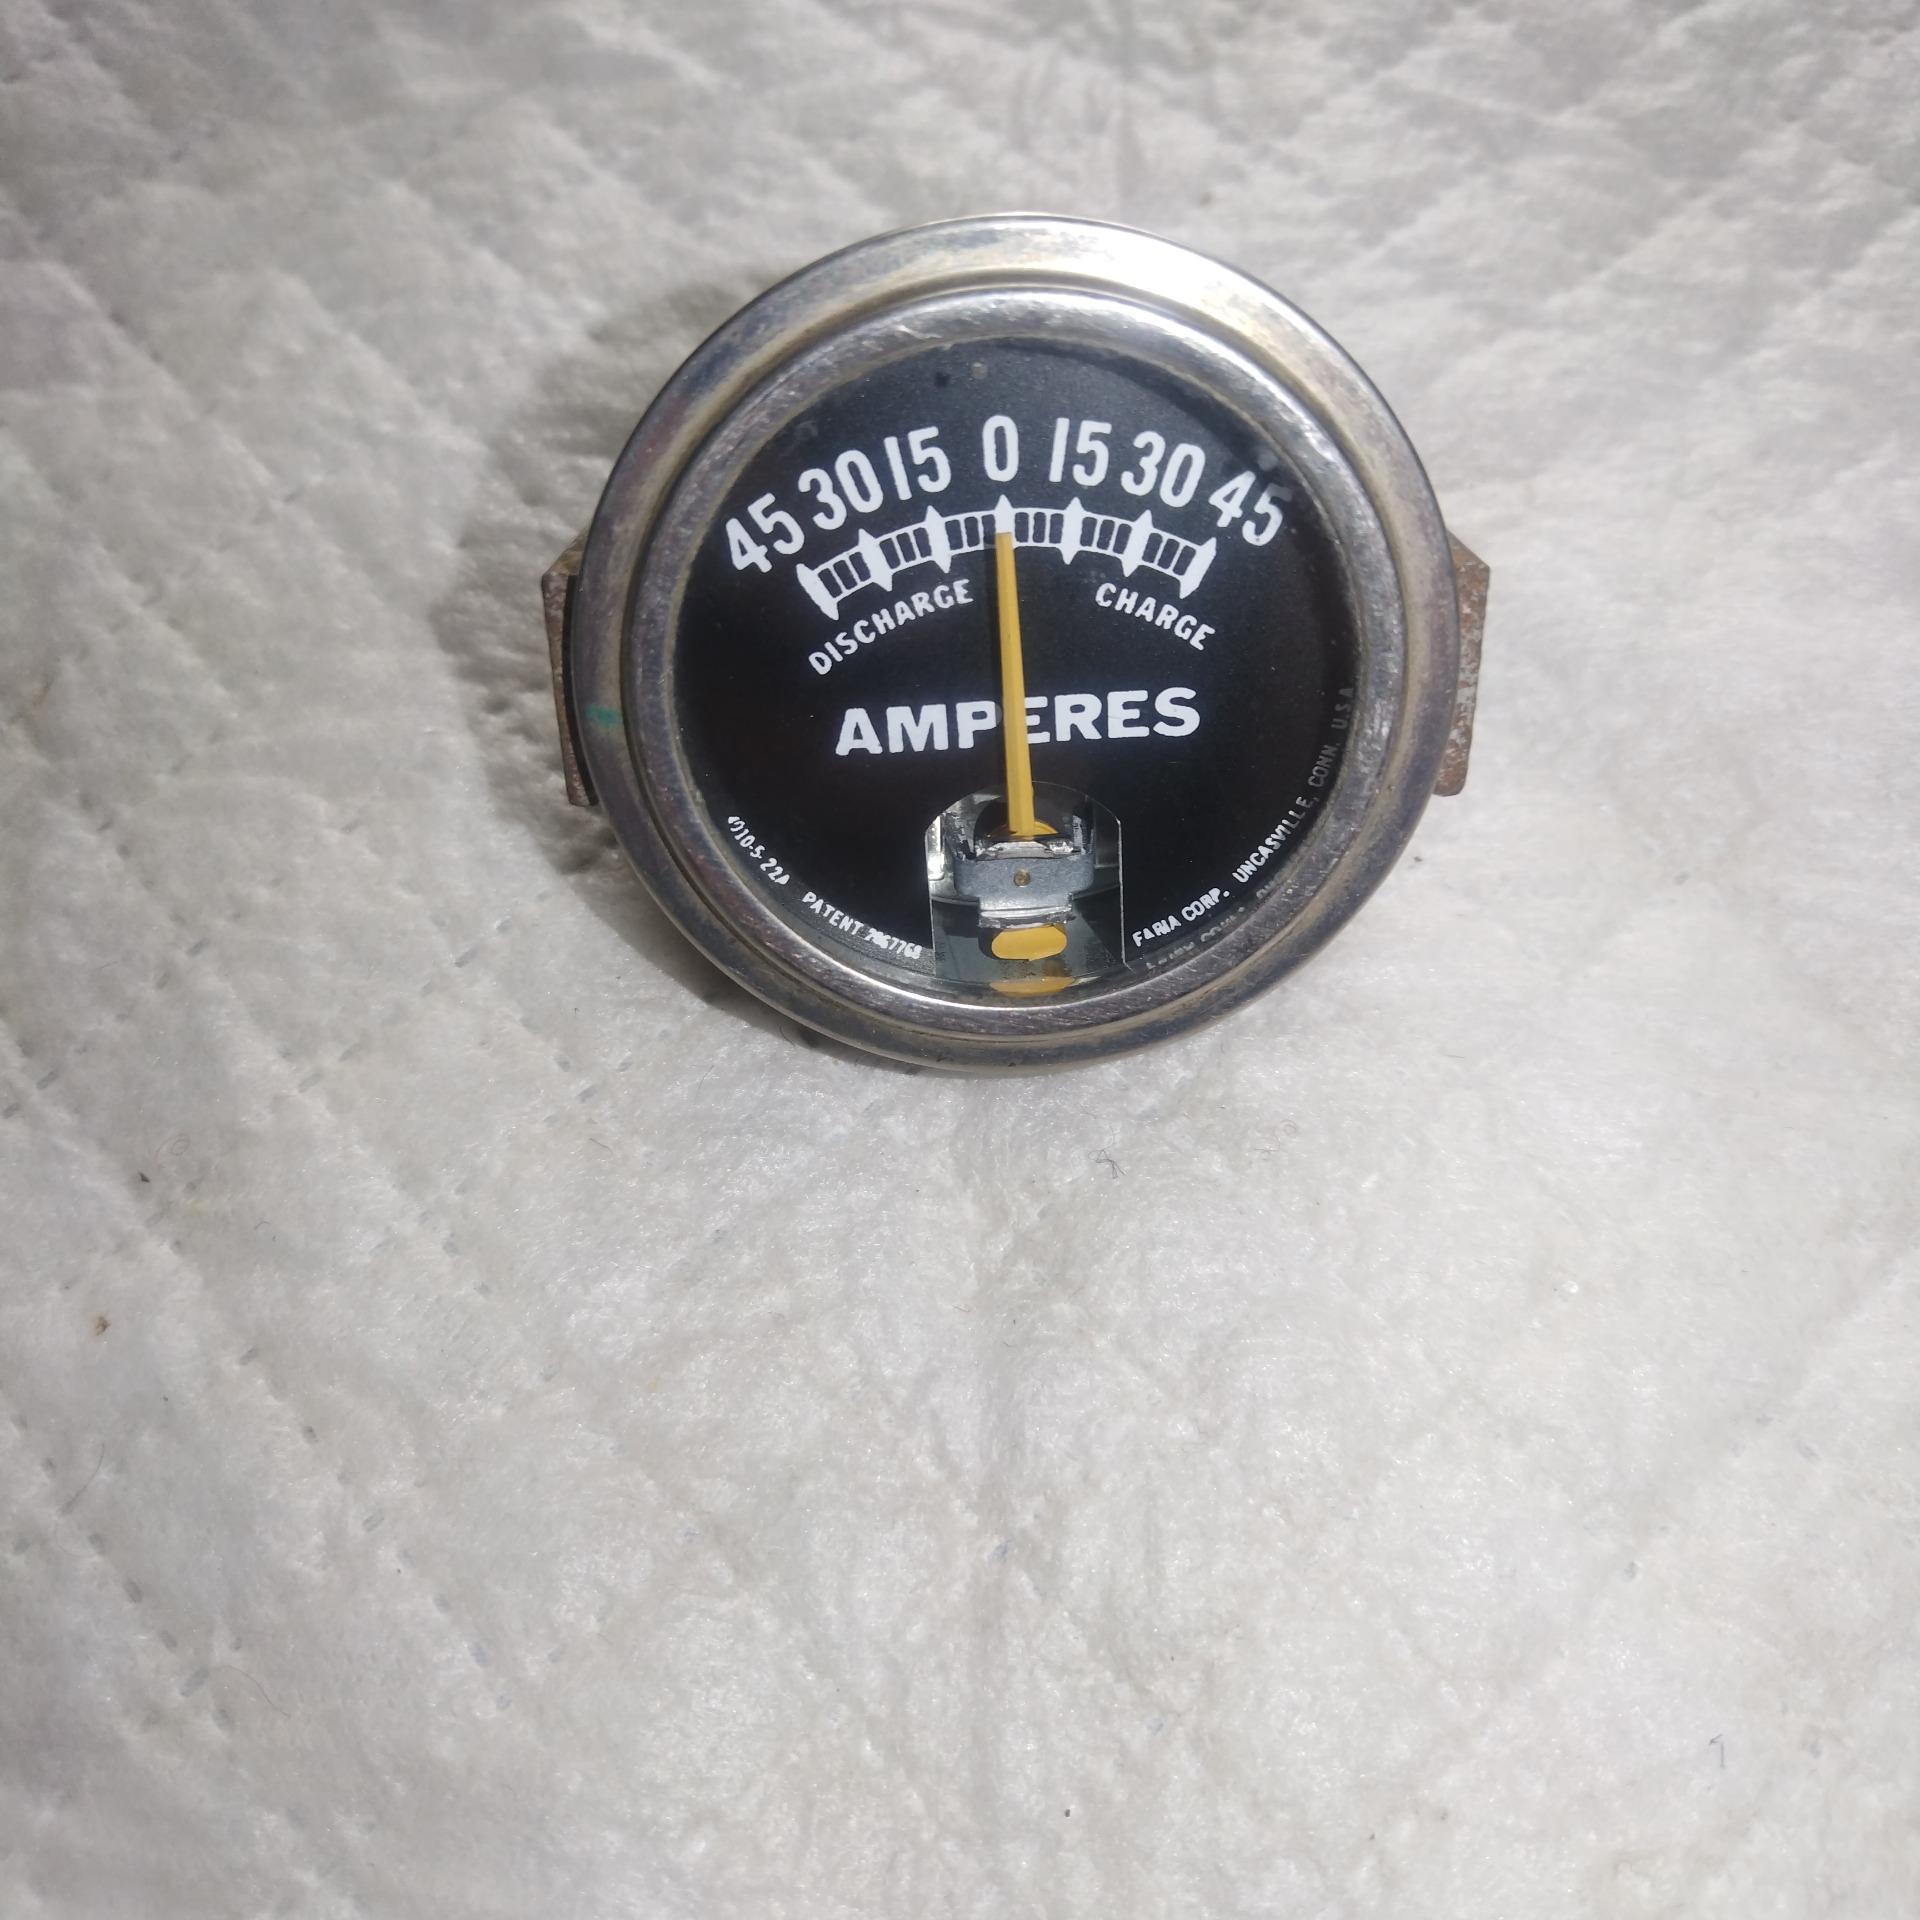 45 30 15 0 15 30 45
DISCHARGE CHARGE
AMPERES
PATENT
FARIA CORP. UNCASVILLE, CONN. U.S.A.